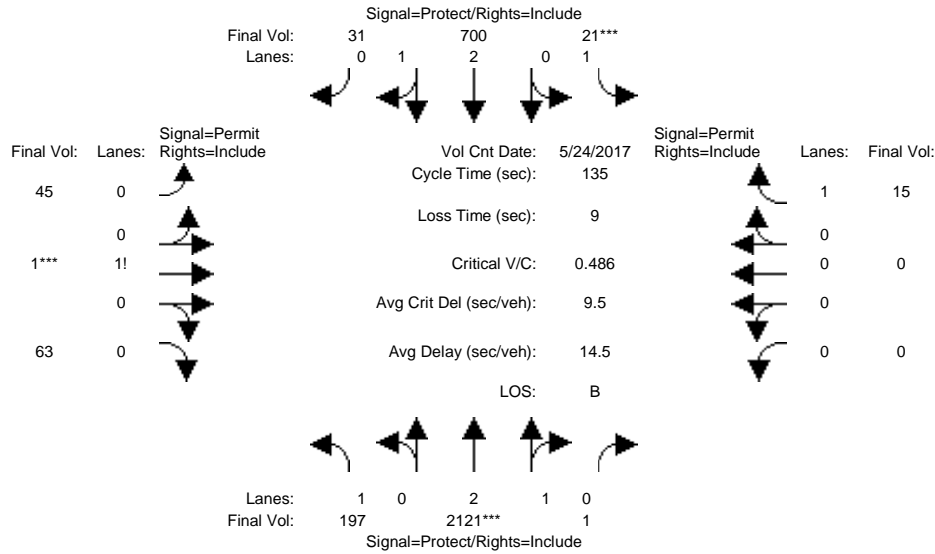 Signal=Protect/Rights=Include
Final Vol: 31 700 21***
Lanes: 0 1 2 0 1
Signal=Permit Signal=Permit
Final Vol: Lanes: Rights=Include Vol Cnt Date: 5/24/2017 Rights=Include Lanes: Final Vol:
Cycle Time (sec): 135
45 0 1 15
Loss Time (sec): 9
0 0
1*** 1! Critical V/C: 0.486 0 0
0 Avg Crit Del (sec/veh): 9.5 0
63 0 Avg Delay (sec/veh): 14.5 0 0
LOS: B
Lanes: 1 0 2 1 0
Final Vol: 197 2121*** 1
Signal=Protect/Rights=Include